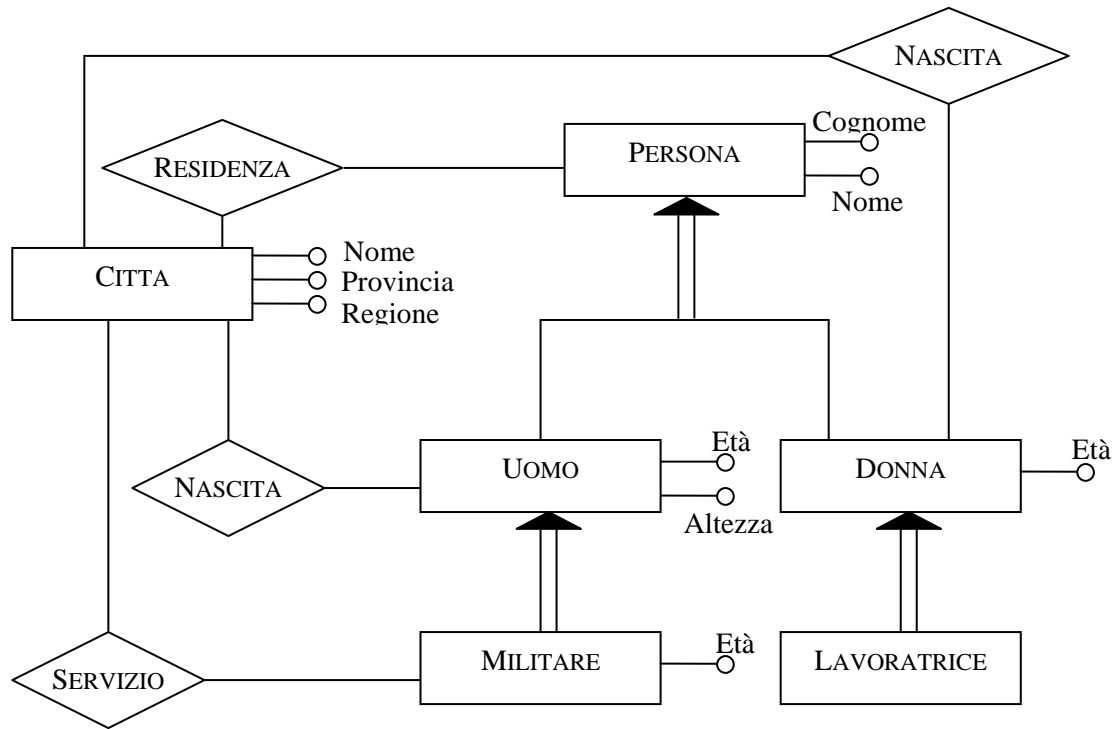 NASCITA
Cognome
PERSONA
RESIDENZA
Nome
Nome
CITTA
Provincia
Regione
Età
UOMO
DONNA
Età
NASCITA
Altezza
Età
MILITARE
LAVORATRICE
SERVIZIO